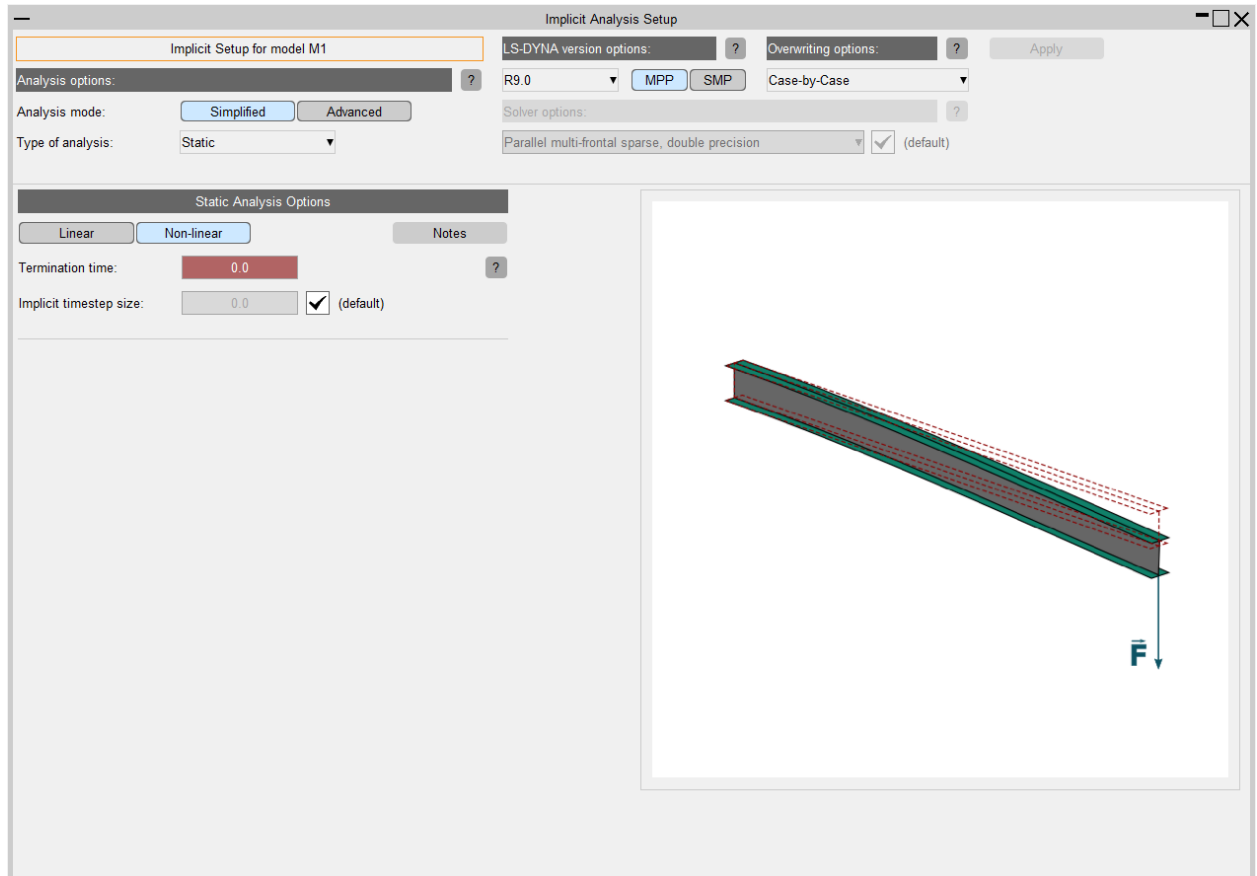 Implicit Analysis Setup
Implicit Setup for model M1
LS-DYNA version options: ? Overwriting options: ? Apply
Analysis options: ? R9.0 MPP SMP Case-by-Case
Analysis mode: Simplified Advanced Solver options: ?
Type of analysis: Static Parallel multi-frontal sparse, double precision (default)
Static Analysis Options
Linear Non-linear Notes
Termination time: 0.0 ?
Implicit timestep size: 0.0 (default)
F